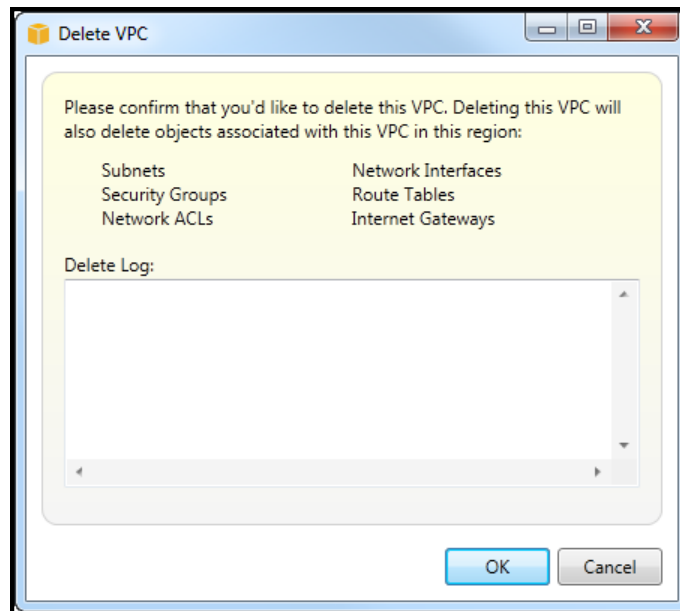 Delete VPC
Please confirm that you'd like to delete this VPC. Deleting this VPC will
also delete objects associated with this VPC in this region:
Subnets Network Interfaces
Security Groups Route Tables
Network ACLs Internet Gateways
Delete Log:
OK Cancel